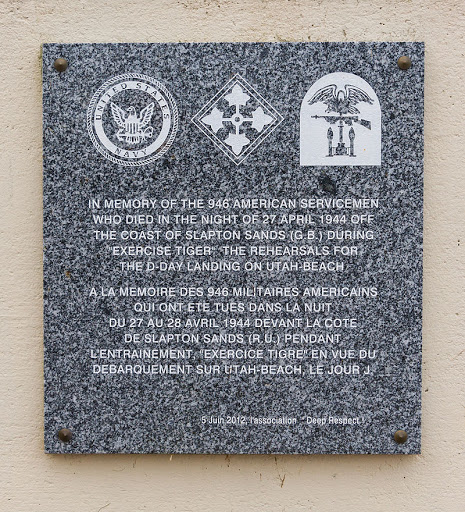 UNITED STATES
NAVY
IN MEMORY OF THE 946 AMERICAN SERVICEMEN
WHO DIED IN THE NIGHT OF 27 APRIL 1944 OFF
THE COAST OF SLAPTON SANDS (G.B.) DURING
"EXERCISE TIGER", THE REHEARSALS FOR
THE D-DAY LANDING ON UTAH-BEACH
A LA MEMOIRE DES 946 MILITAIRES AMERICAINS
QUI ONT ETE TUES DANS LA NUIT
DU 27 AU 28 AVRIL 1944 DEVANT LA COTE
DE SLAPTON SANDS (R.U.) PENDANT
L'ENTRAINEMENT, "EXERCICE TIGRE" EN VUE DU
DEBARQUEMENT SUR UTAH-BEACH, LE JOUR J.
5 Juin 2012, l'association " Deep Respect "